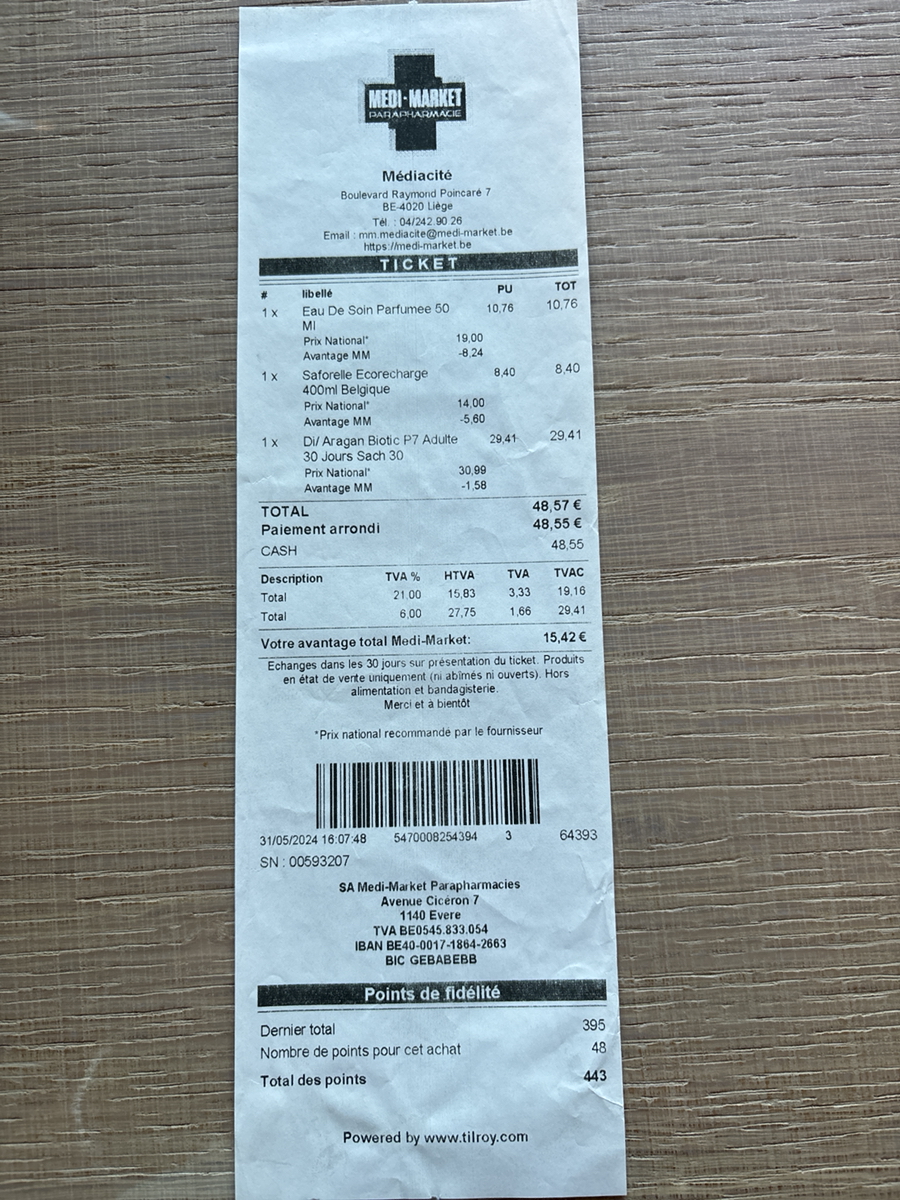 MEDI-MARKET
PARAPHARMACIE
Médiacité
Boulevard Raymond Poincaré 7
BE-4020 Liège
Tél. : 04/242 90 26
Email : mm.mediacite@medi-market.be
https://medi-market.be
TICKET
# libellé PU TOT
1 x Eau De Soin Parfumee 50 10,76 10,76
Ml
Prix National* 19,00
Avantage MM -8,24
1 x Saforelle Ecorecharge 8,40 8,40
400ml Belgique
Prix National* 14,00
Avantage MM -5,60
1 x Di/ Aragan Biotic P7 Adulte 29,41 29,41
30 Jours Sach 30
Prix National* 30,99
Avantage MM -1,58
TOTAL 48,57 €
Paiement arrondi 48,55 €
CASH 48,55
Description TVA % HTVA TVA TVAC
Total 21,00 15,83 3,33 19,16
Total 6,00 27,75 1,66 29,41
Votre avantage total Medi-Market: 15,42 €
Echanges dans les 30 jours sur présentation du ticket. Produits
en état de vente uniquement (ni abîmés ni ouverts). Hors
alimentation et bandagisterie.
Merci et à bientôt
*Prix national recommandé par le fournisseur
31/05/2024 16:07:48 5470008254394 3 64393
SN : 00593207
SA Medi-Market Parapharmacies
Avenue Cicéron 7
1140 Evere
TVA BE0545.833.054
IBAN BE40-0017-1864-2663
BIC GEBABEBB
Points de fidélité
Dernier total 395
Nombre de points pour cet achat 48
Total des points 443
Powered by www.tilroy.com